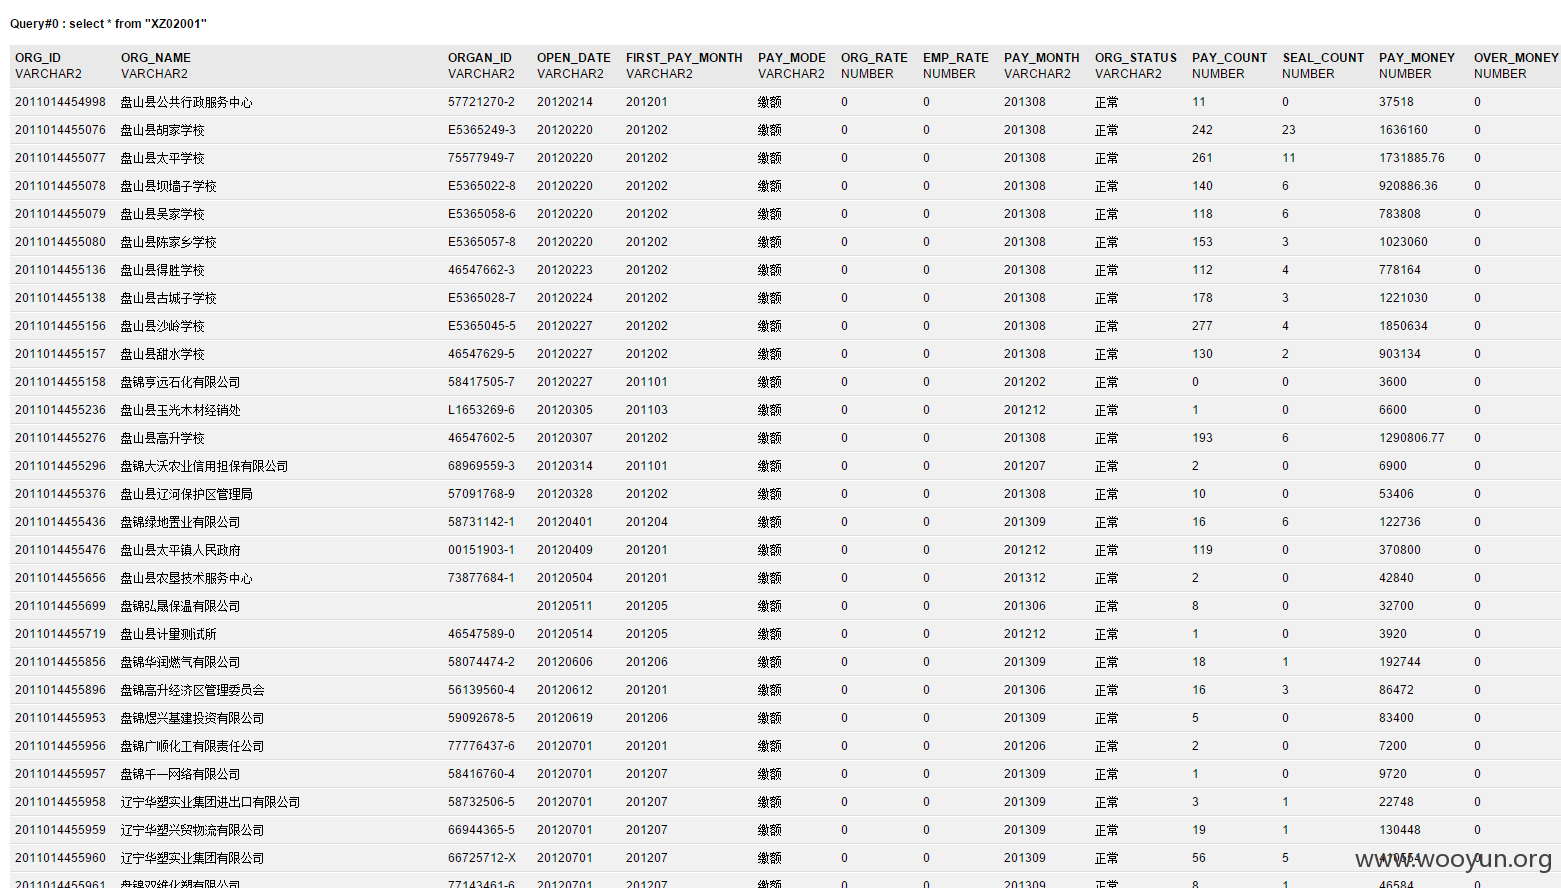 Query#0 : select * from "XZ02001"
ORG_ID ORG_NAME ORGAN_ID OPEN_DATE FIRST_PAY_MONTH PAY_MODE ORG_RATE EMP_RATE PAY_MONTH ORG_STATUS PAY_COUNT SEAL_COUNT PAY_MONEY OVER_MONEY
VARCHAR2 VARCHAR2 VARCHAR2 VARCHAR2 VARCHAR2 VARCHAR2 NUMBER NUMBER VARCHAR2 VARCHAR2 NUMBER NUMBER NUMBER NUMBER
2011014454998 盘山县公共行政服务中心 57721270-2 20120214 201201 缴额 0 0 201308 正常 11 0 37518 0
2011014455076 盘山县胡家学校 E5365249-3 20120220 201202 缴额 0 0 201308 正常 242 23 1636160 0
2011014455077 盘山县太平学校 75577949-7 20120220 201202 缴额 0 0 201308 正常 261 11 1731885.76 0
2011014455078 盘山县坝墙子学校 E5365022-8 20120220 201202 缴额 0 0 201308 正常 140 6 920886.36 0
2011014455079 盘山县吴家学校 E5365058-6 20120220 201202 缴额 0 0 201308 正常 118 6 783808 0
2011014455080 盘山县陈家乡学校 E5365057-8 20120220 201202 缴额 0 0 201308 正常 153 3 1023060 0
2011014455136 盘山县得胜学校 46547662-3 20120223 201202 缴额 0 0 201308 正常 112 4 778164 0
2011014455138 盘山县古城子学校 E5365028-7 20120224 201202 缴额 0 0 201308 正常 178 3 1221030 0
2011014455156 盘山县沙岭学校 E5365045-5 20120227 201202 缴额 0 0 201308 正常 277 4 1850634 0
2011014455157 盘山县甜水学校 46547629-5 20120227 201202 缴额 0 0 201308 正常 130 2 903134 0
2011014455158 盘锦亨远石化有限公司 58417505-7 20120227 201101 缴额 0 0 201202 正常 0 0 3600 0
2011014455236 盘山县玉光木材经销处 L1653269-6 20120305 201103 缴额 0 0 201212 正常 1 0 6600 0
2011014455276 盘山县高升学校 46547602-5 20120307 201202 缴额 0 0 201308 正常 193 6 1290806.77 0
2011014455296 盘锦大沃农业信用担保有限公司 68969559-3 20120314 201101 缴额 0 0 201207 正常 2 0 6900 0
2011014455376 盘山县辽河保护区管理局 57091768-9 20120328 201202 缴额 0 0 201308 正常 10 0 53406 0
2011014455436 盘锦绿地置业有限公司 58731142-1 20120401 201204 缴额 0 0 201309 正常 16 6 122736 0
2011014455476 盘山县太平镇人民政府 00151903-1 20120409 201201 缴额 0 0 201212 正常 119 0 370800 0
2011014455656 盘山县农垦技术服务中心 73877684-1 20120504 201201 缴额 0 0 201312 正常 2 0 42840 0
2011014455699 盘锦弘晟保温有限公司 20120511 201205 缴额 0 0 201306 正常 8 0 32700 0
2011014455719 盘山县计量测试所 46547589-0 20120514 201205 缴额 0 0 201212 正常 1 0 3920 0
2011014455856 盘锦华润燃气有限公司 58074474-2 20120606 201206 缴额 0 0 201309 正常 18 1 192744 0
2011014455896 盘锦高升经济区管理委员会 56139560-4 20120612 201201 缴额 0 0 201306 正常 16 3 86472 0
2011014455953 盘锦煜兴基建投资有限公司 59092678-5 20120619 201206 缴额 0 0 201309 正常 5 0 83400 0
2011014455956 盘锦广顺化工有限责任公司 77776437-6 20120701 201201 缴额 0 0 201206 正常 2 0 7200 0
2011014455957 盘锦千一网络有限公司 58416760-4 20120701 201207 缴额 0 0 201309 正常 1 0 9720 0
2011014455958 辽宁华塑实业集团进出口有限公司 58732506-5 20120701 201207 缴额 0 0 201309 正常 3 1 22748 0
2011014455959 辽宁华塑兴贸物流有限公司 66944365-5 20120701 201207 缴额 0 0 201309 正常 19 1 130448 0
2011014455960 辽宁华塑实业集团有限公司 66725712-X 20120701 201207 缴额 0 0 201309 正常 56 5 0
www.wooyun.org
2011014455961 盘锦双维化塑有限公司 77143461-6 20120701 201207 缴额 0 0 201309 正常 8 1 46584 0